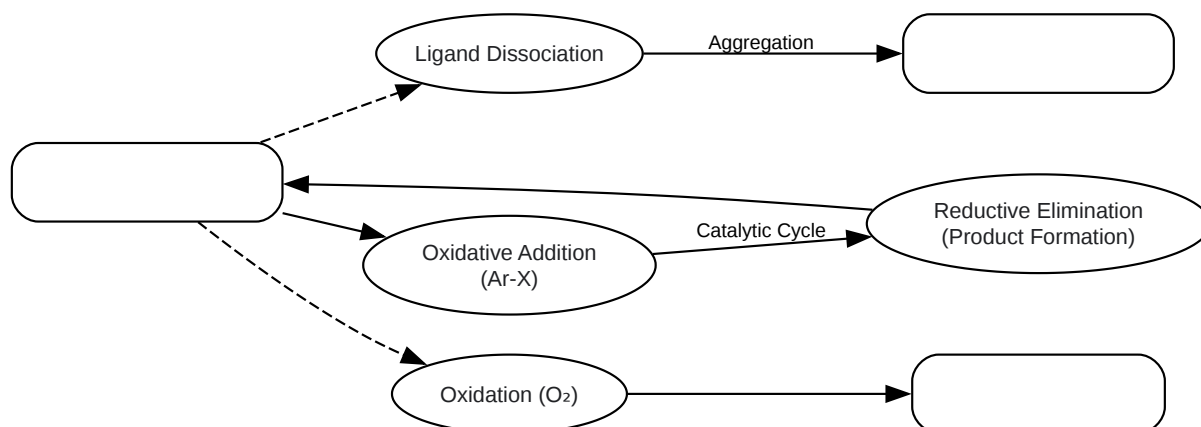 Ligand Dissociation
Aggregation
Reductive Elimination
(Product Formation)
Catalytic Cycle
Oxidative Addition
(Ar-X)
Oxidation (O₂)